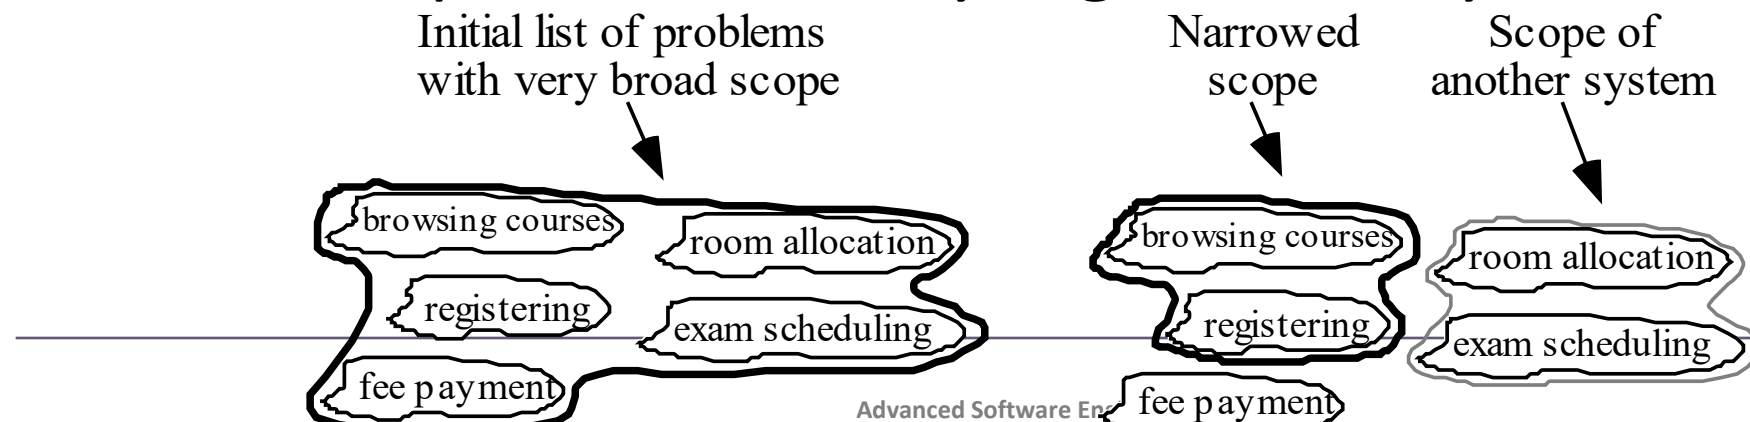 Initial list of problems
with very broad scope
Narrowed
scope
Scope of
another system
browsing courses
room allocation
registering
exam scheduling
fee payment
browsing courses
registering
fee payment
room allocation
exam scheduling
Advanced Software